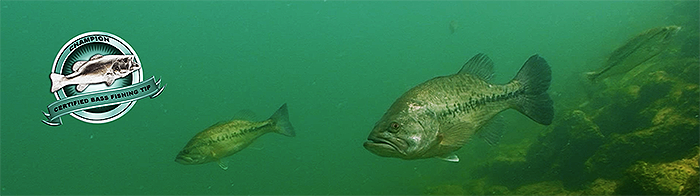 CHAMPION
CERTIFIED BASS FISHING TIP